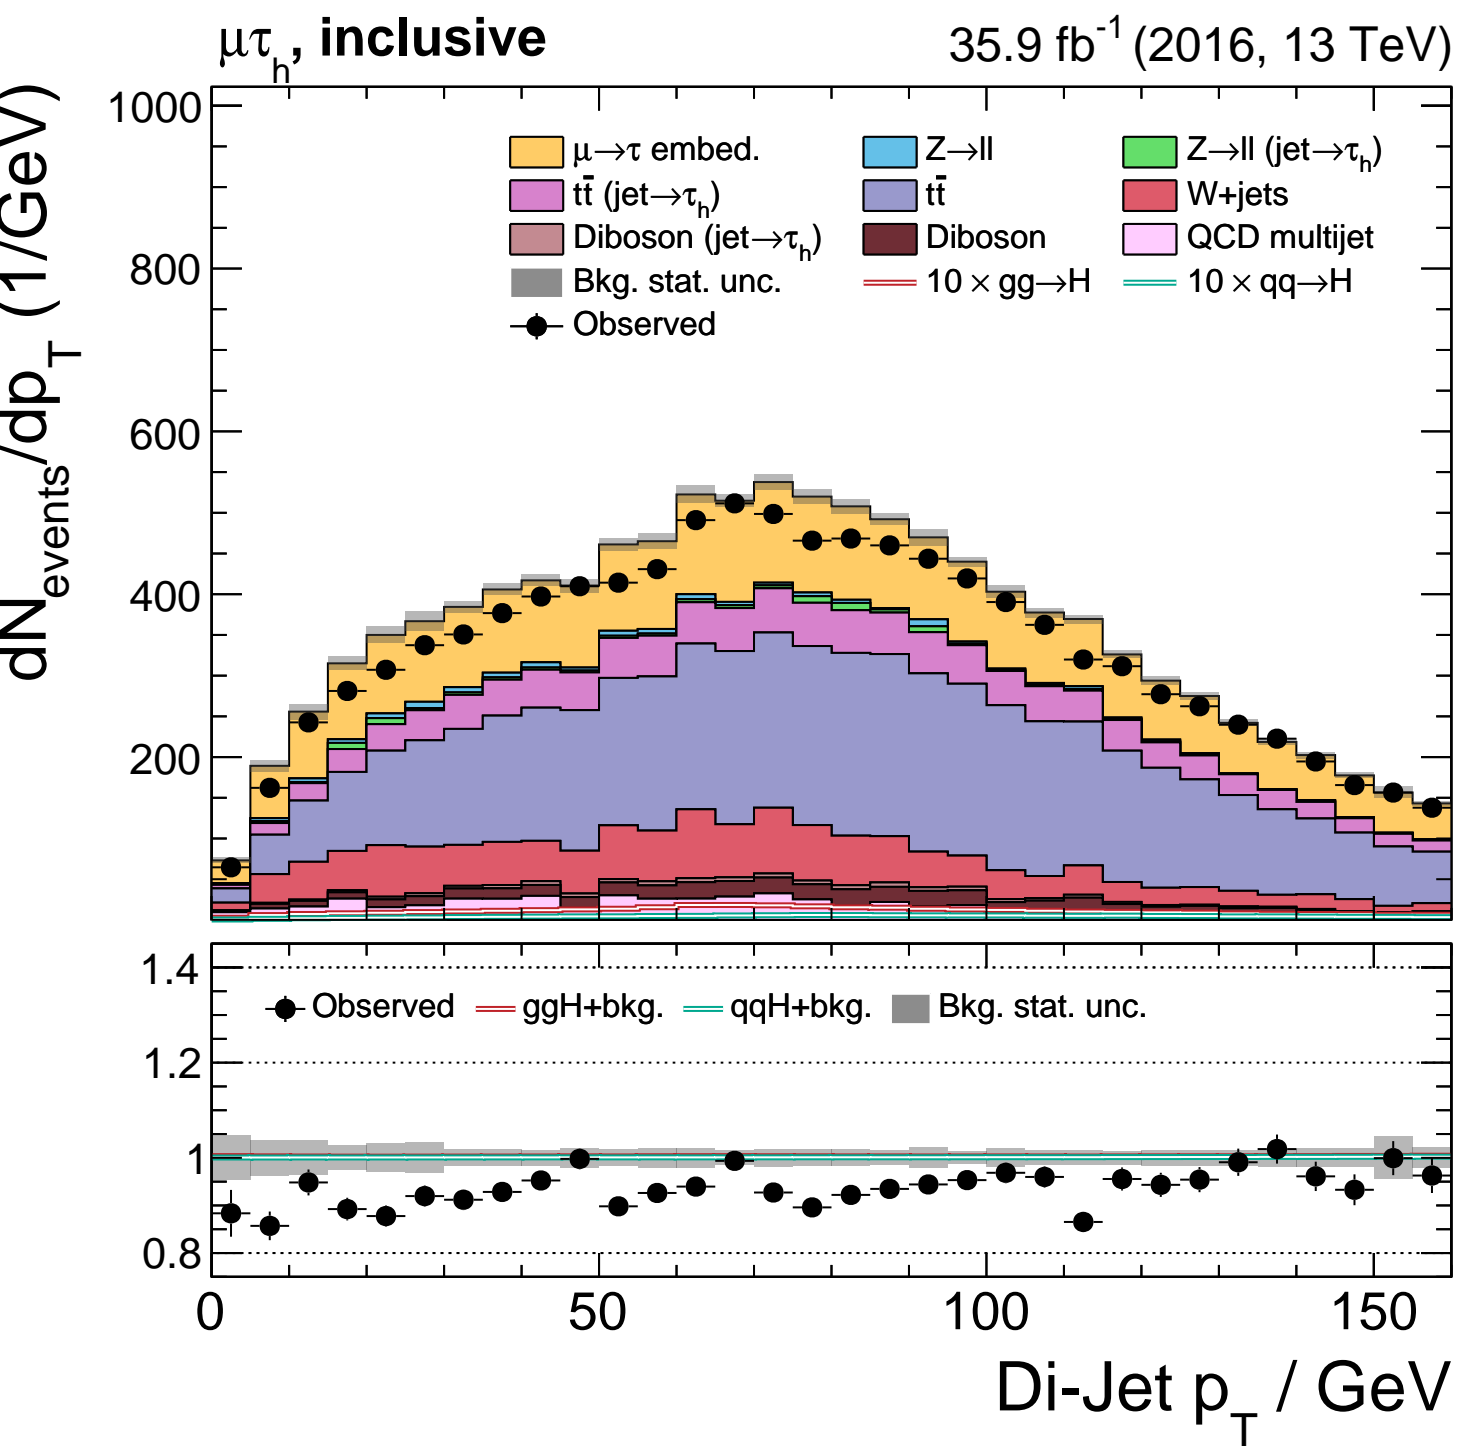 μτh, inclusive 35.9 fb-1 (2016, 13 TeV)
dNevents/dpT (1/GeV)
1000
800
600
400
200
μ→τ embed. Z→ll Z→ll (jet→τh)
tt̄ (jet→τh) tt̄ W+jets
Diboson (jet→τh) Diboson QCD multijet
Bkg. stat. unc. 10 × gg→H 10 × qq→H
Observed
1.4
1.2
1
0.8
Observed ggH+bkg. qqH+bkg. Bkg. stat. unc.
0 50 100 150
Di-Jet pT / GeV